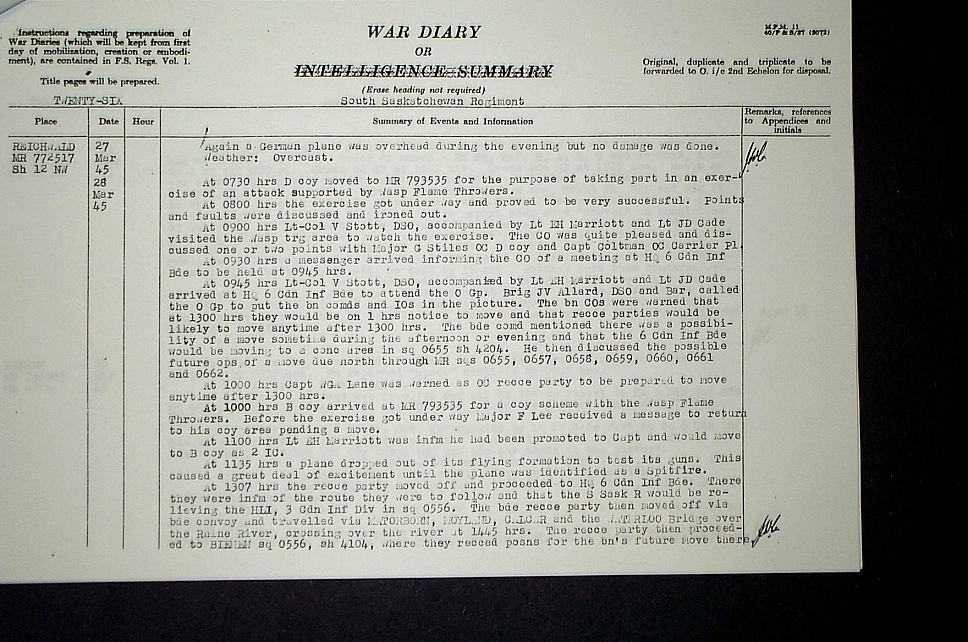 Instructions regarding preparation of
War Diaries (which will be kept from first
day of mobilization, creation or embodi-
ment), are contained in F.S. Regs. Vol. 1.
Title pages will be prepared.
WAR DIARY
OR
INTELLIGENCE SUMMARY
(Erase heading not required)
M.F.M. 11
Original, duplicate and triplicate to be
forwarded to O. i/c 2nd Echelon for disposal.
TWENTY-SIX
South Saskatchewan Regiment
Place
Date
Hour
Summary of Events and Information
Remarks, references
to Appendices and
initials
REICHWALD
MR 772517
Sh 12 NW
27
Mar
45
28
Mar
45
Again a German plane was overhead during the evening but no damage was done.
Weather: Overcast.
At 0730 hrs D coy moved to MR 793535 for the purpose of taking part in an exer-
cise of an attack supported by Wasp Flame Throwers.
At 0800 hrs the exercise got under way and proved to be very successful. Points
and faults were discussed and ironed out.
At 0900 hrs Lt-Col V Stott, DSO, accompanied by Lt EH Marriott and Lt JD Cade
visited the Wasp trg area to watch the exercise. The CO was quite pleased and dis-
cussed one or two points with Major G Stiles OC D coy and Capt Coltman OC Carrier Pl.
At 0930 hrs a messenger arrived informing the CO of a meeting at HQ 6 Cdn Inf
Bde to be held at 0945 hrs.
At 0945 hrs Lt-Col V Stott, DSO, accompanied by Lt EH Marriott and Lt JD Cade
arrived at HQ 6 Cdn Inf Bde to attend the O Gp. Brig JV Allard, DSO and Bar, called
the O Gp to put the bn comds and IOs in the picture. The bn COs were warned that
at 1300 hrs they would be on 1 hrs notice to move and that recce parties would be
likely to move anytime after 1300 hrs. The bde comd mentioned there was a possibi-
lity of a move sometime during the afternoon or evening and that the 6 Cdn Inf Bde
would be moving to a conc area in sq 0655 sh 4204. He then discussed the possible
future ops of a move due north through MR sqs 0655, 0657, 0658, 0659, 0660, 0661
and 0662.
At 1000 hrs Capt WGA Lane was warned as OC recce party to be prepared to move
anytime after 1300 hrs.
At 1000 hrs B coy arrived at MR 793535 for a coy scheme with the Wasp Flame
Throwers. Before the exercise got under way Major F Lee received a message to return
to his coy area pending a move.
At 1100 hrs Lt EH Marriott was infm he had been promoted to Capt and would move
to B coy as 2 IC.
At 1135 hrs a plane dropped out of its flying formation to test its guns. This
caused a great deal of excitement until the plane was identified as a Spitfire.
At 1307 hrs the recce party moved off and proceeded to HQ 6 Cdn Inf Bde. There
they were infm of the route they were to follow and that the S Sask R would be re-
lieving the HLI, 3 Cdn Inf Div in sq 0556. The bde recce party then moved off via
bde convoy and travelled via MATORBORN, MOYLAND, CALCAR and the WATERLOO Bridge over
the Rhine River, crossing over the river at 1445 hrs. The recce party then proceed-
ed to BIENEN sq 0556, sh 4104, where they recced posns for the bn's future move there